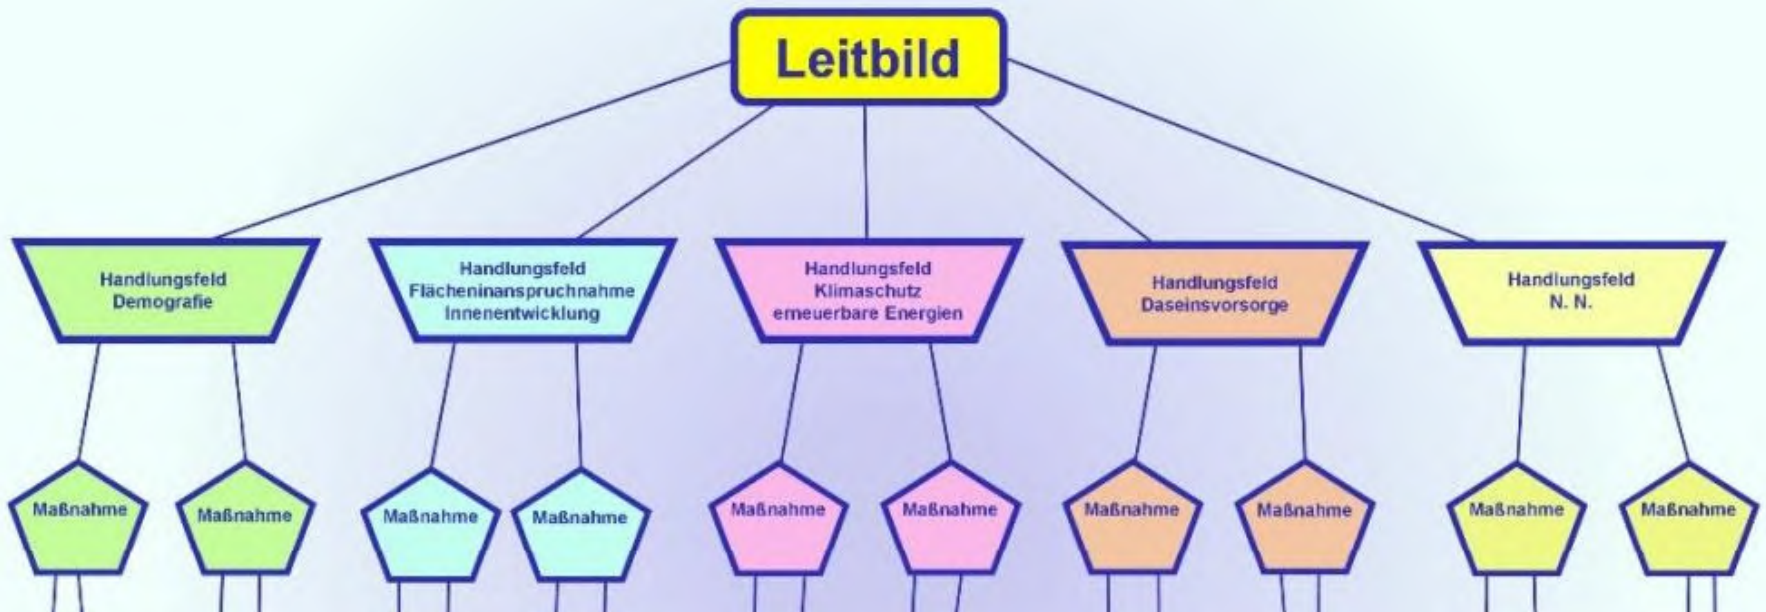 Leitbild
Handlungsfeld
Demografie
Handlungsfeld
Flächeninanspruchnahme
Innenentwicklung
Handlungsfeld
Klimaschutz
erneuerbare Energien
Handlungsfeld
Daseinsvorsorge
Handlungsfeld
N. N.
Maßnahme
Maßnahme
Maßnahme
Maßnahme
Maßnahme
Maßnahme
Maßnahme
Maßnahme
Maßnahme
Maßnahme